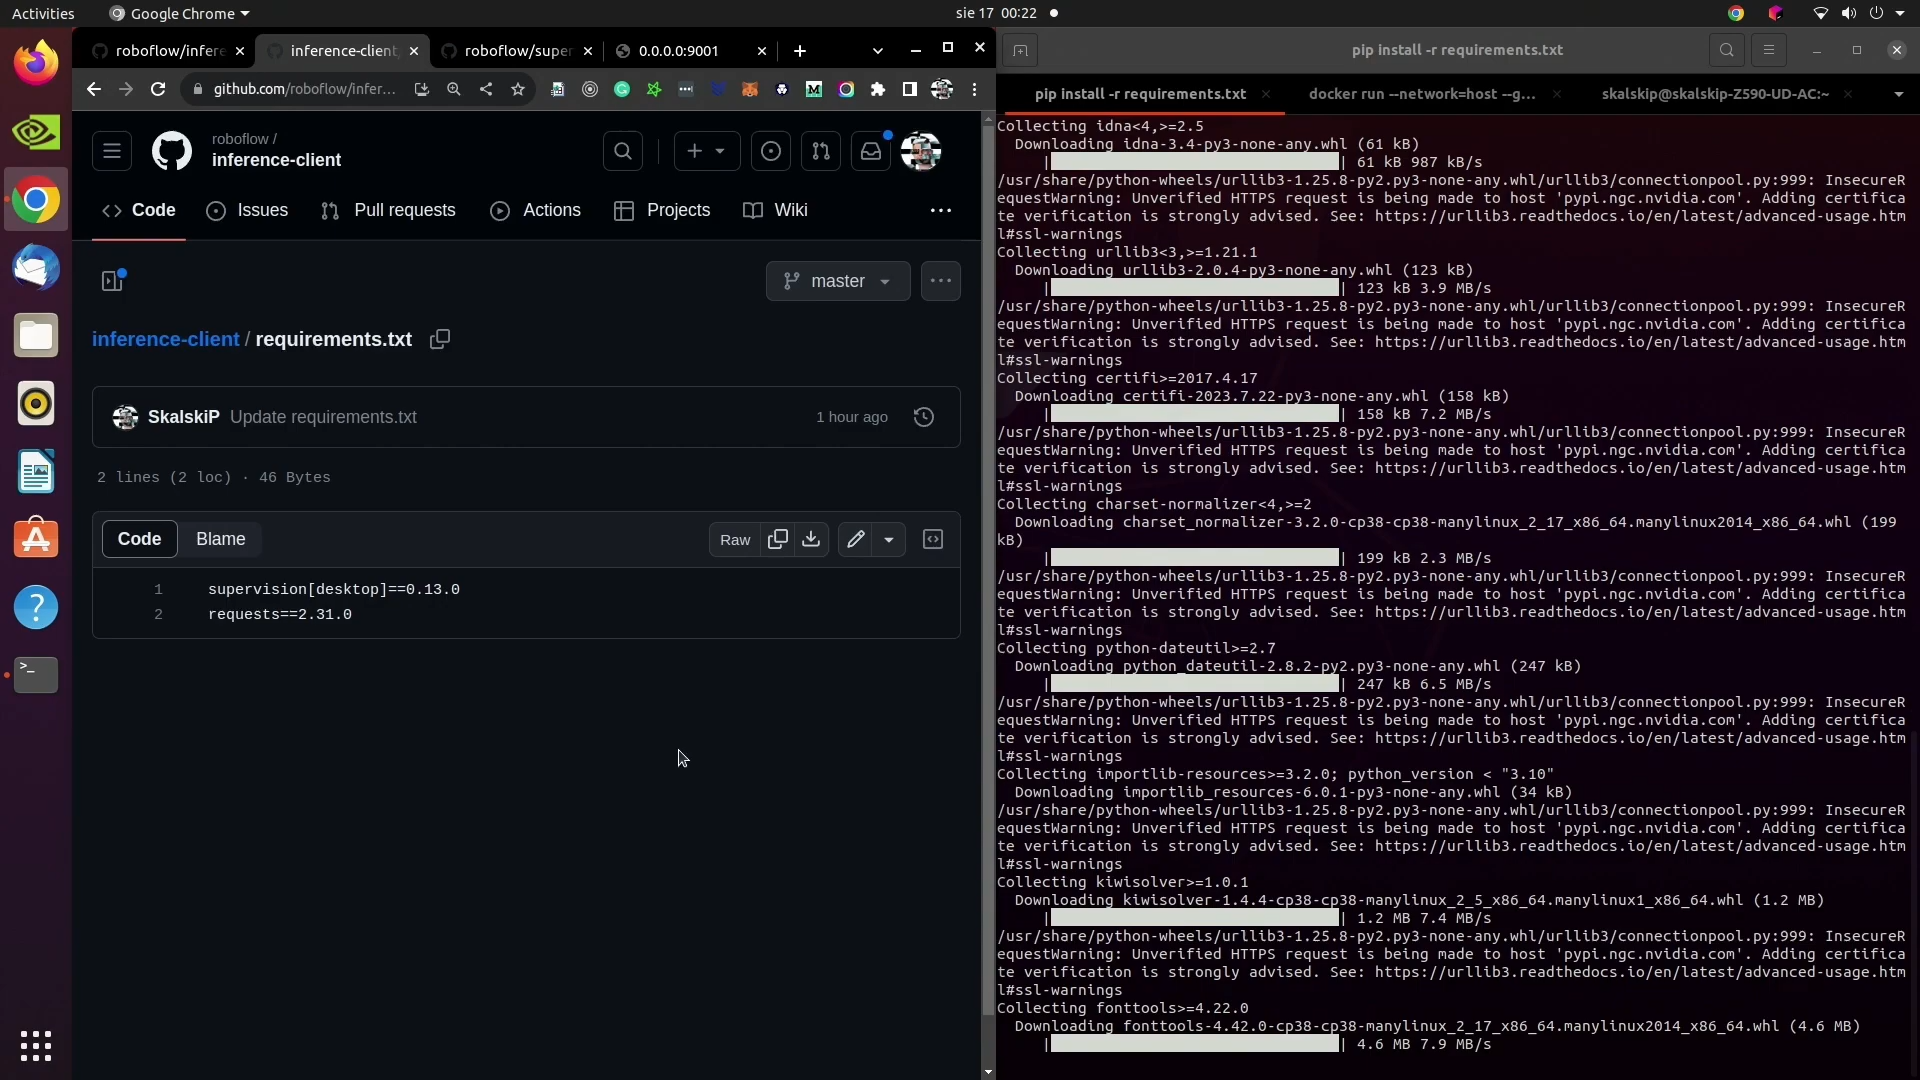 Activities
Google Chrome
sie 17 00:22
roboflow/infere
inference-client
roboflow/super
0.0.0.0:9001
github.com/roboflow/infer...
roboflow /
inference-client
Code
Issues
Pull requests
Actions
Projects
Wiki
master
inference-client / requirements.txt
SkalskiP Update requirements.txt
1 hour ago
2 lines (2 loc) · 46 Bytes
Code
Blame
Raw
1 supervision[desktop]==0.13.0
2 requests==2.31.0
pip install -r requirements.txt
pip install -r requirements.txt
docker run --network=host --g...
skalskip@skalskip-Z590-UD-AC:~
Collecting idna<4,>=2.5
Downloading idna-3.4-py3-none-any.whl (61 kB)
| 61 kB 987 kB/s
/usr/share/python-wheels/urllib3-1.25.8-py2.py3-none-any.whl/urllib3/connectionpool.py:999: InsecureR
equestWarning: Unverified HTTPS request is being made to host 'pypi.ngc.nvidia.com'. Adding certifica
te verification is strongly advised. See: https://urllib3.readthedocs.io/en/latest/advanced-usage.htm
l#ssl-warnings
Collecting urllib3<3,>=1.21.1
Downloading urllib3-2.0.4-py3-none-any.whl (123 kB)
| 123 kB 3.9 MB/s
/usr/share/python-wheels/urllib3-1.25.8-py2.py3-none-any.whl/urllib3/connectionpool.py:999: InsecureR
equestWarning: Unverified HTTPS request is being made to host 'pypi.ngc.nvidia.com'. Adding certifica
te verification is strongly advised. See: https://urllib3.readthedocs.io/en/latest/advanced-usage.htm
l#ssl-warnings
Collecting certifi>=2017.4.17
Downloading certifi-2023.7.22-py3-none-any.whl (158 kB)
| 158 kB 7.2 MB/s
/usr/share/python-wheels/urllib3-1.25.8-py2.py3-none-any.whl/urllib3/connectionpool.py:999: InsecureR
equestWarning: Unverified HTTPS request is being made to host 'pypi.ngc.nvidia.com'. Adding certifica
te verification is strongly advised. See: https://urllib3.readthedocs.io/en/latest/advanced-usage.htm
l#ssl-warnings
Collecting charset-normalizer<4,>=2
Downloading charset_normalizer-3.2.0-cp38-cp38-manylinux_2_17_x86_64.manylinux2014_x86_64.whl (199
kB)
| 199 kB 2.3 MB/s
/usr/share/python-wheels/urllib3-1.25.8-py2.py3-none-any.whl/urllib3/connectionpool.py:999: InsecureR
equestWarning: Unverified HTTPS request is being made to host 'pypi.ngc.nvidia.com'. Adding certifica
te verification is strongly advised. See: https://urllib3.readthedocs.io/en/latest/advanced-usage.htm
l#ssl-warnings
Collecting python-dateutil>=2.7
Downloading python_dateutil-2.8.2-py2.py3-none-any.whl (247 kB)
| 247 kB 6.5 MB/s
/usr/share/python-wheels/urllib3-1.25.8-py2.py3-none-any.whl/urllib3/connectionpool.py:999: InsecureR
equestWarning: Unverified HTTPS request is being made to host 'pypi.ngc.nvidia.com'. Adding certifica
te verification is strongly advised. See: https://urllib3.readthedocs.io/en/latest/advanced-usage.htm
l#ssl-warnings
Collecting importlib-resources>=3.2.0; python_version < "3.10"
Downloading importlib_resources-6.0.1-py3-none-any.whl (34 kB)
/usr/share/python-wheels/urllib3-1.25.8-py2.py3-none-any.whl/urllib3/connectionpool.py:999: InsecureR
equestWarning: Unverified HTTPS request is being made to host 'pypi.ngc.nvidia.com'. Adding certifica
te verification is strongly advised. See: https://urllib3.readthedocs.io/en/latest/advanced-usage.htm
l#ssl-warnings
Collecting kiwisolver>=1.0.1
Downloading kiwisolver-1.4.4-cp38-cp38-manylinux_2_5_x86_64.manylinux1_x86_64.whl (1.2 MB)
| 1.2 MB 7.4 MB/s
/usr/share/python-wheels/urllib3-1.25.8-py2.py3-none-any.whl/urllib3/connectionpool.py:999: InsecureR
equestWarning: Unverified HTTPS request is being made to host 'pypi.ngc.nvidia.com'. Adding certifica
te verification is strongly advised. See: https://urllib3.readthedocs.io/en/latest/advanced-usage.htm
l#ssl-warnings
Collecting fonttools>=4.22.0
Downloading fonttools-4.42.0-cp38-cp38-manylinux_2_17_x86_64.manylinux2014_x86_64.whl (4.6 MB)
| 4.6 MB 7.9 MB/s